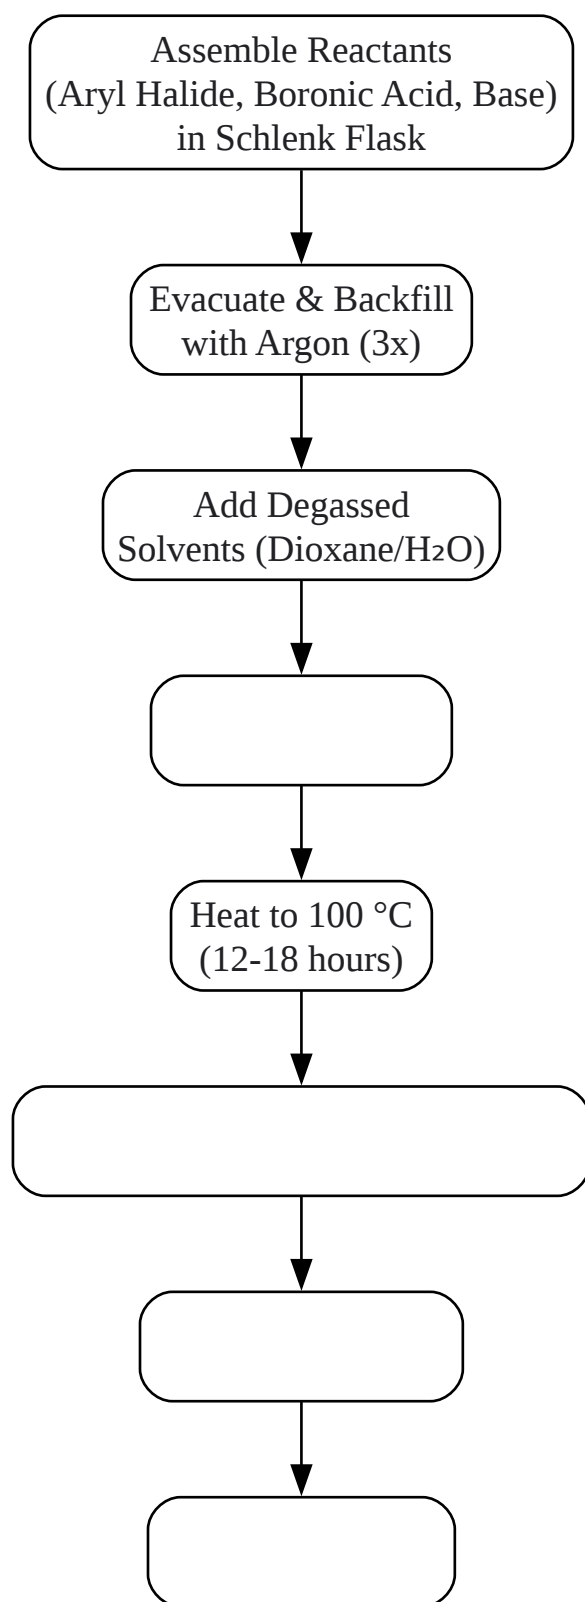 Assemble Reactants
(Aryl Halide, Boronic Acid, Base)
in Schlenk Flask
Evacuate & Backfill
with Argon (3x)
Add Degassed
Solvents (Dioxane/H₂O)
Heat to 100 °C
(12-18 hours)